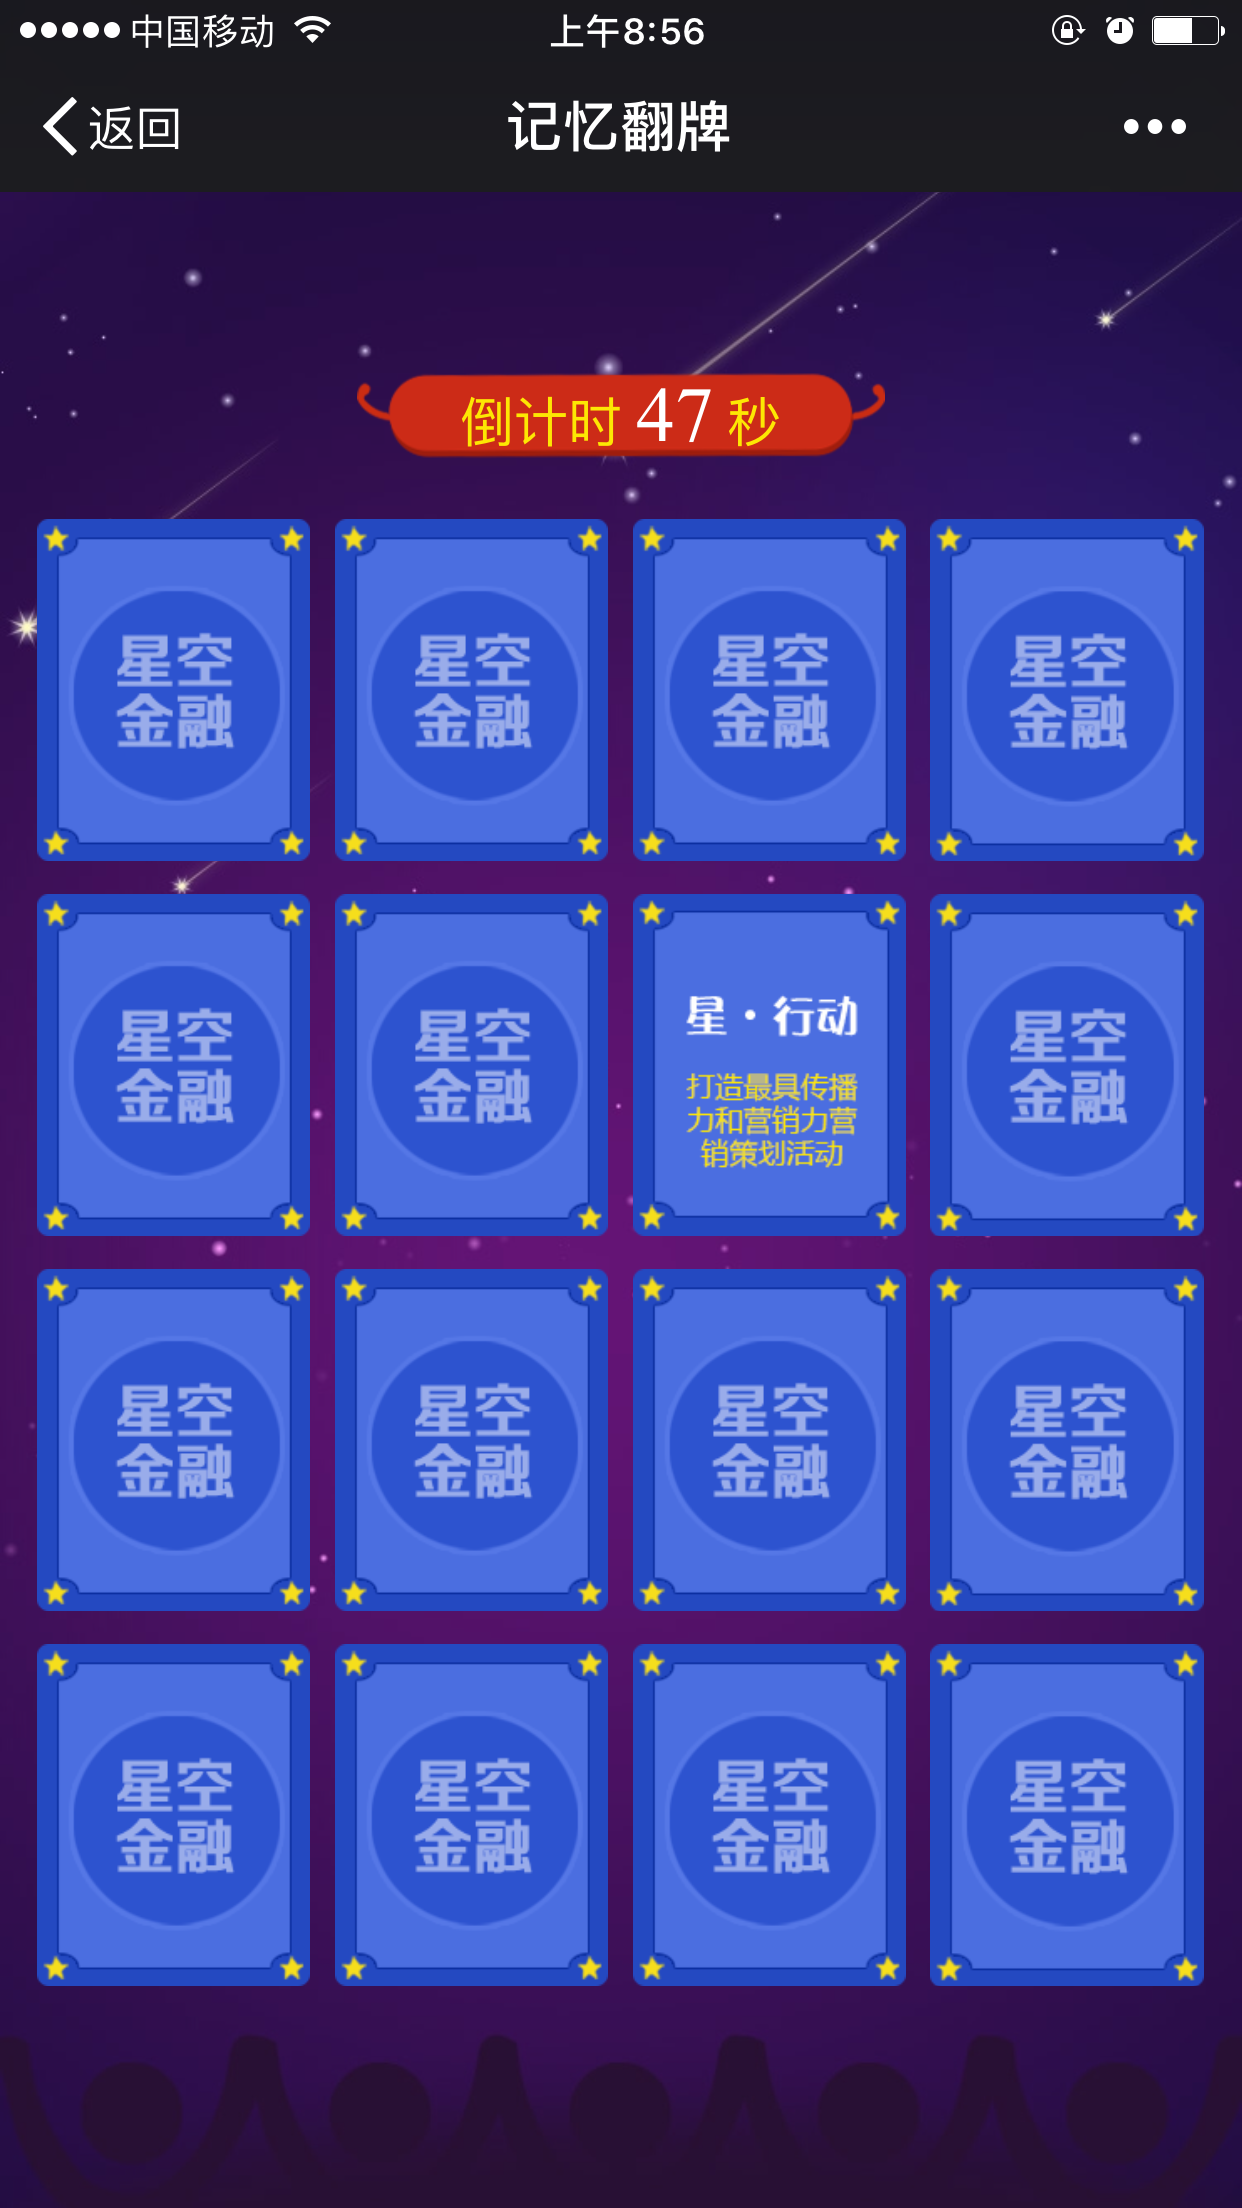 中国移动 上午8:56
返回 记忆翻牌
倒计时 47 秒
星空 星空 星空 星空
金融 金融 金融 金融
星空 星空 星·行动 星空
金融 金融 打造最具传播 金融
力和营销力营
销策划活动
星空 星空 星空 星空
金融 金融 金融 金融
星空 星空 星空 星空
金融 金融 金融 金融